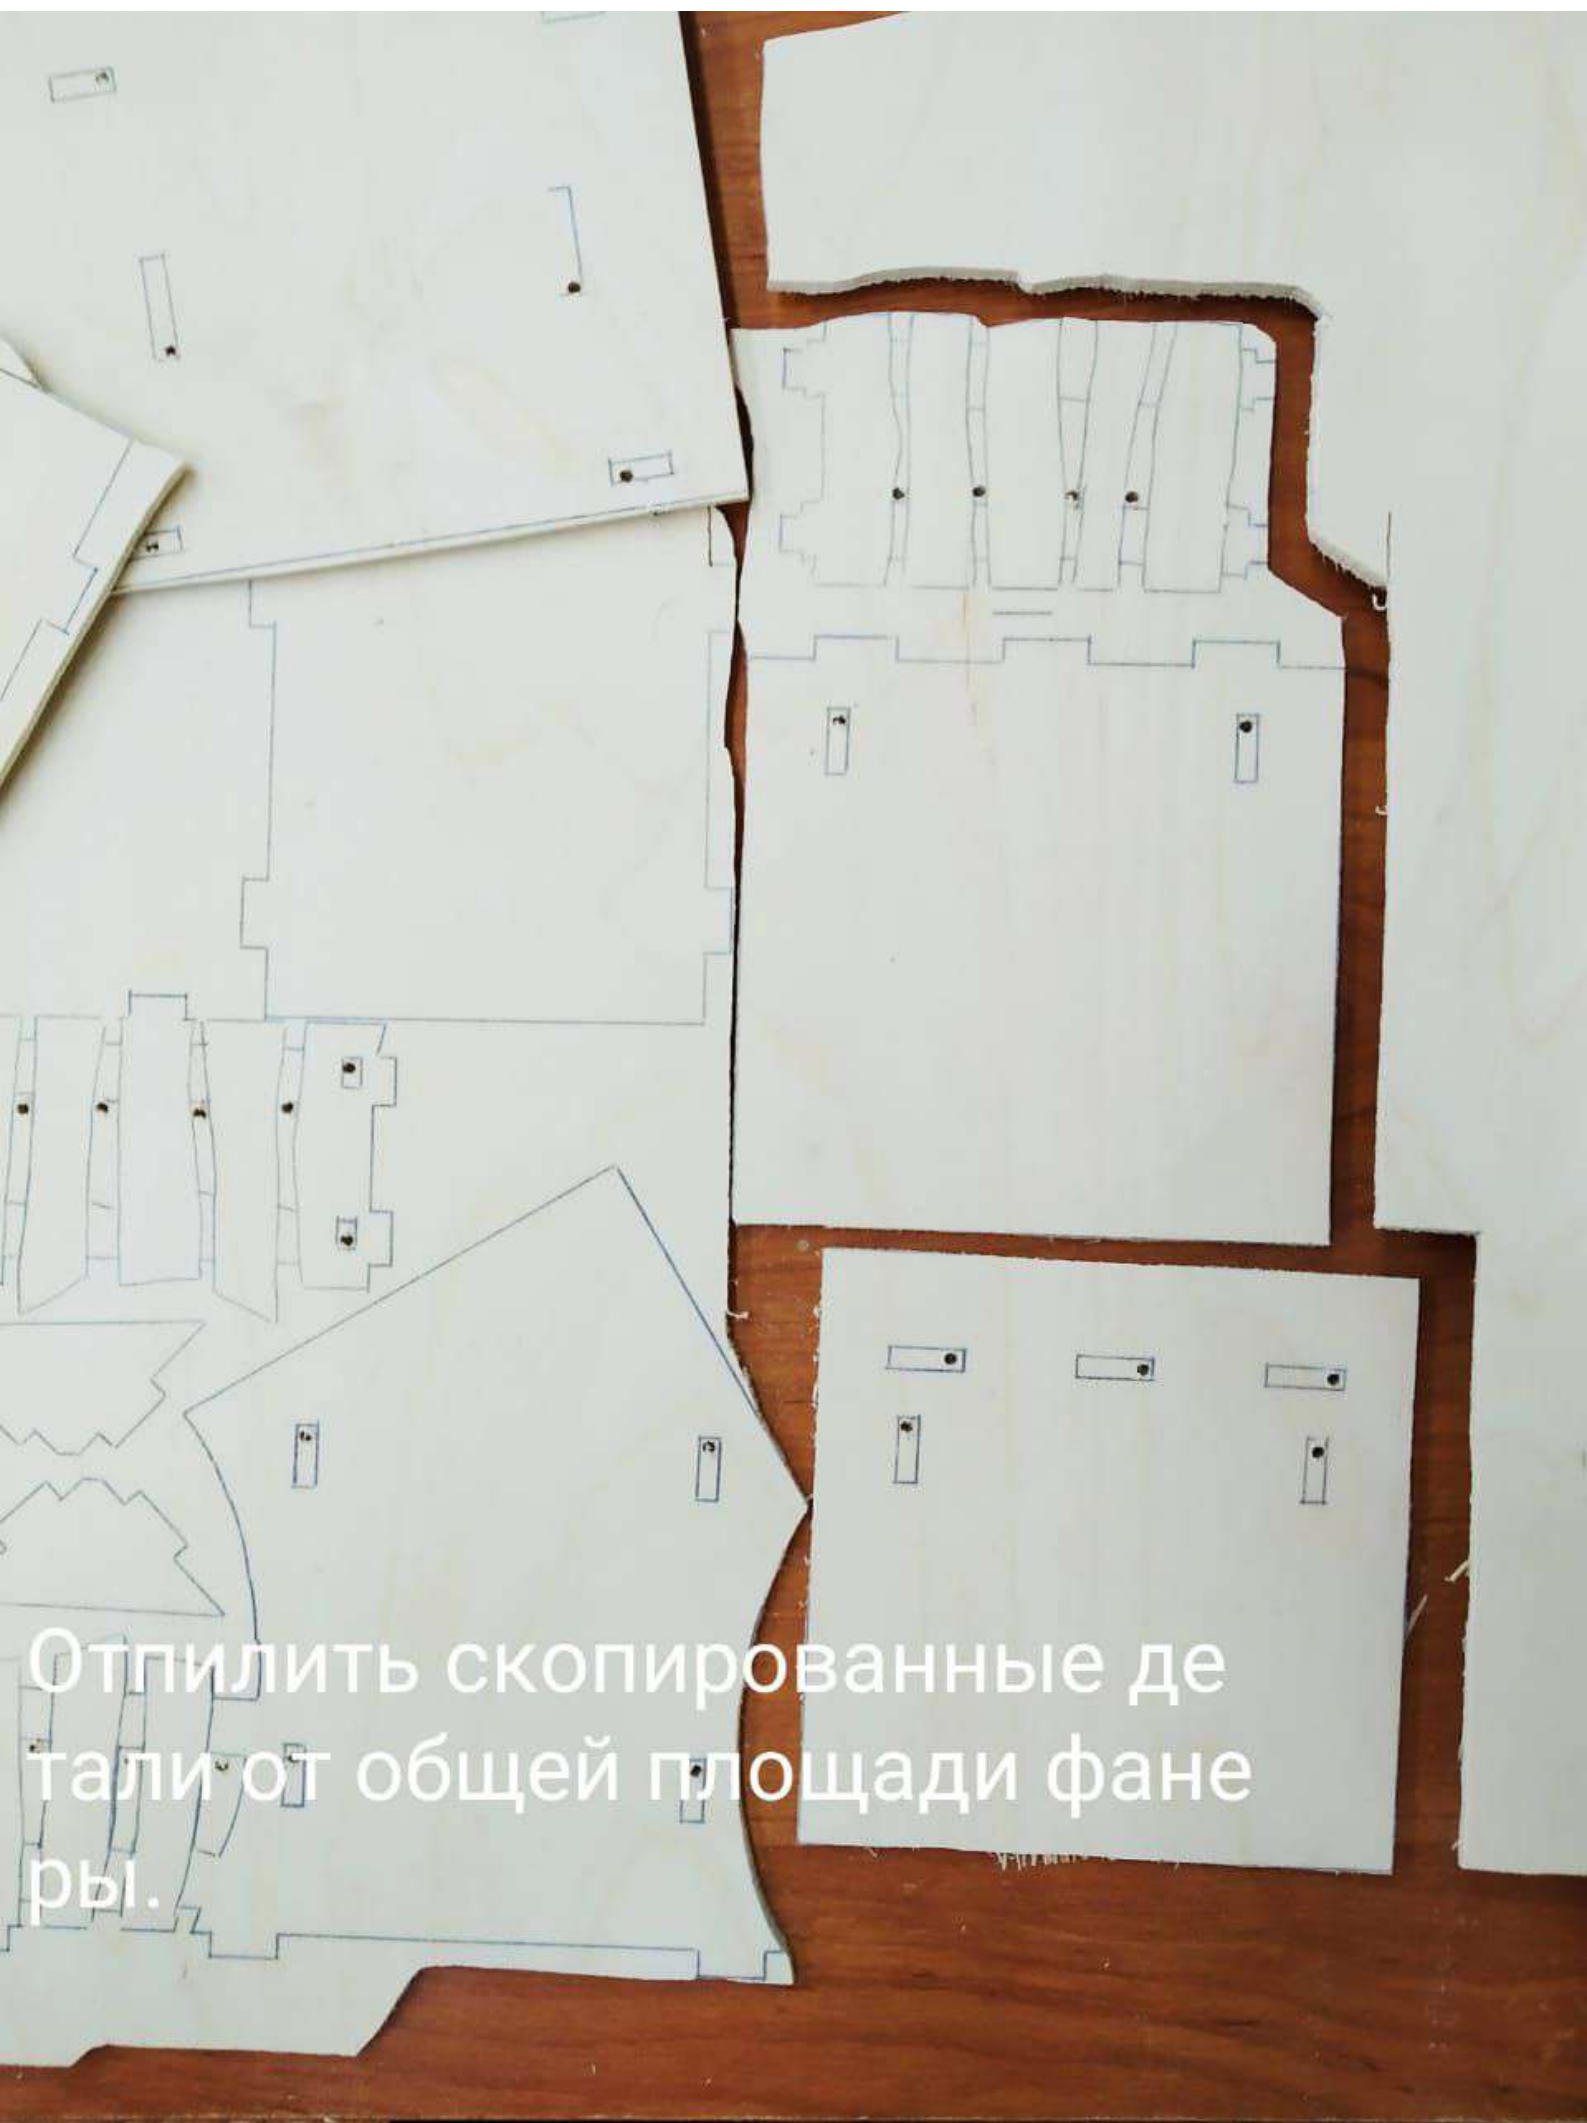 Отпилить скопированные де
тали от общей площади фане
ры.